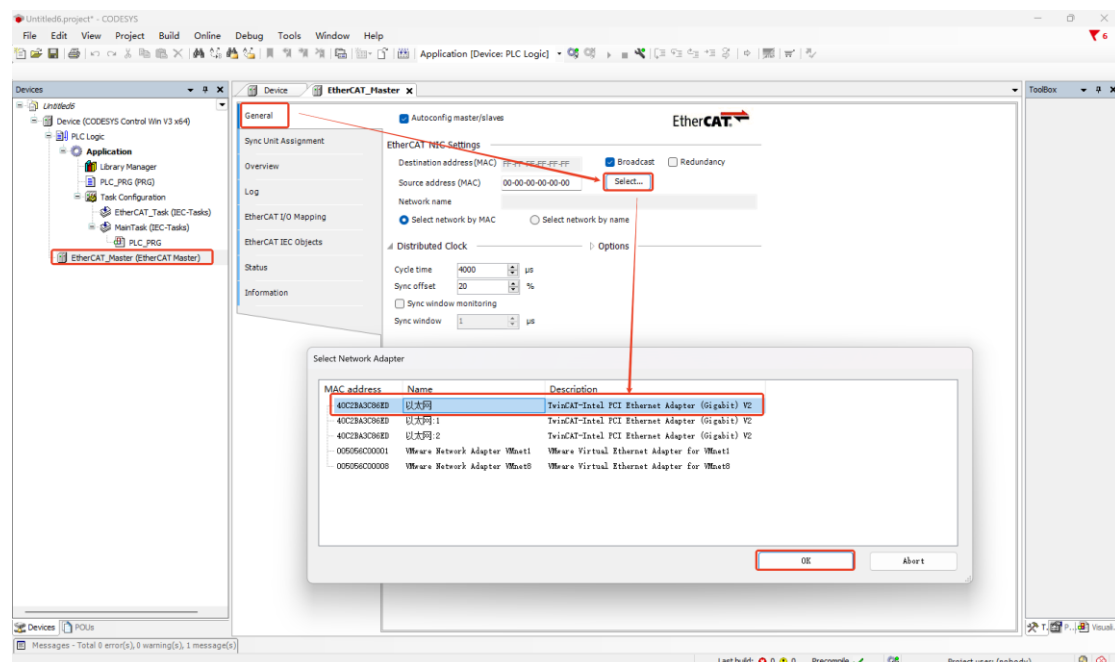 Untitled6.project* - CODESYS
File Edit View Project Build Online Debug Tools Window Help
6
Application [Device: PLC Logic]
Devices
Untitled6
Device (CODESYS Control Win V3 x64)
PLC Logic
Application
Library Manager
PLC_PRG (PRG)
Task Configuration
EtherCAT_Task (IEC-Tasks)
MainTask (IEC-Tasks)
PLC_PRG
EtherCAT_Master (EtherCAT Master)
Device
EtherCAT_Master
ToolBox
General
Sync Unit Assignment
Overview
Log
EtherCAT I/O Mapping
EtherCAT IEC Objects
Status
Information
Autoconfig master/slaves
EtherCAT
EtherCAT NIC Settings
Destination address (MAC) FF-FF-FF-FF-FF-FF Broadcast Redundancy
Source address (MAC) 00-00-00-00-00-00 Select...
Network name
Select network by MAC Select network by name
Distributed Clock Options
Cycle time 4000 µs
Sync offset 20 %
Sync window monitoring
Sync window 1 µs
Select Network Adapter
MAC address Name Description
40C2BA3C86ED 以太网 TwinCAT-Intel PCI Ethernet Adapter (Gigabit) V2
40C2BA3C86ED 以太网:1 TwinCAT-Intel PCI Ethernet Adapter (Gigabit) V2
40C2BA3C86ED 以太网:2 TwinCAT-Intel PCI Ethernet Adapter (Gigabit) V2
005056C00001 VMware Network Adapter VMnet1 VMware Virtual Ethernet Adapter for VMnet1
005056C00008 VMware Network Adapter VMnet8 VMware Virtual Ethernet Adapter for VMnet8
OK Abort
Devices POUs
T... P... Visuali...
Messages - Total 0 error(s), 0 warning(s), 1 message(s)
Last build: 0 0 Precompile Project user: (nobody)